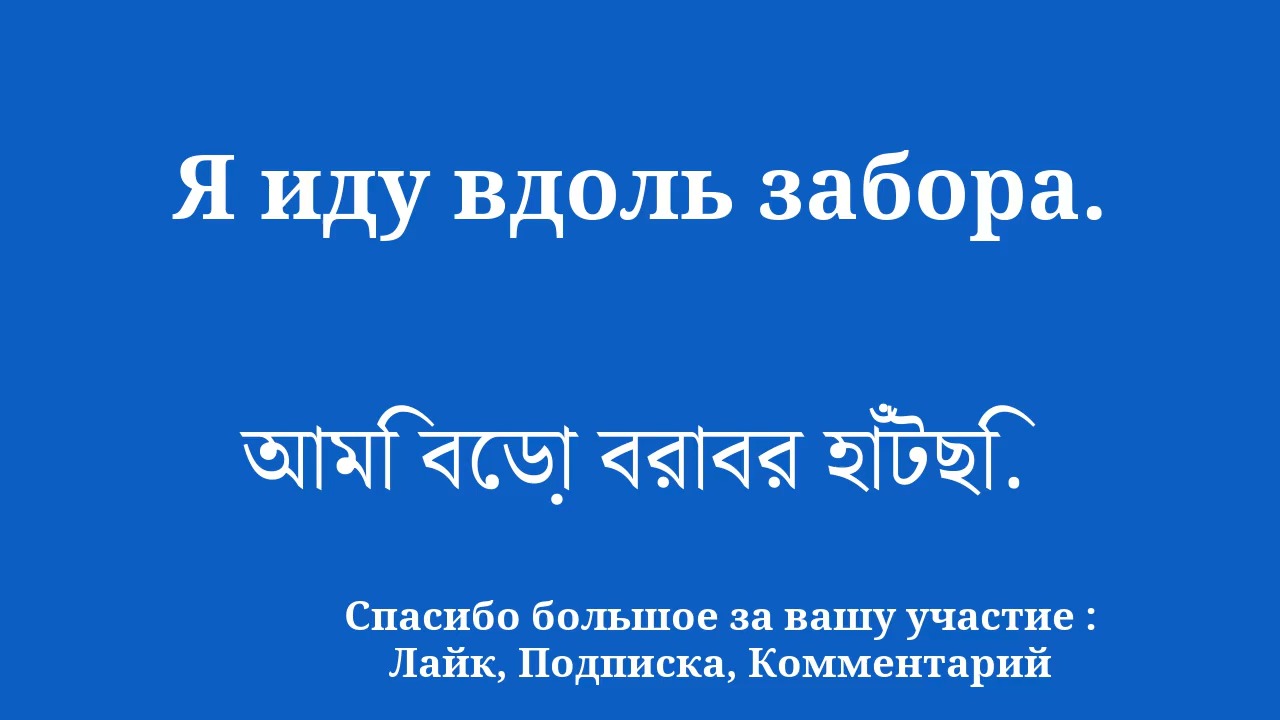 Я иду вдоль забора.
আমি বেড়া বরাবর হাঁটছি.
Спасибо большое за вашу участие :
Лайк, Подписка, Комментарий